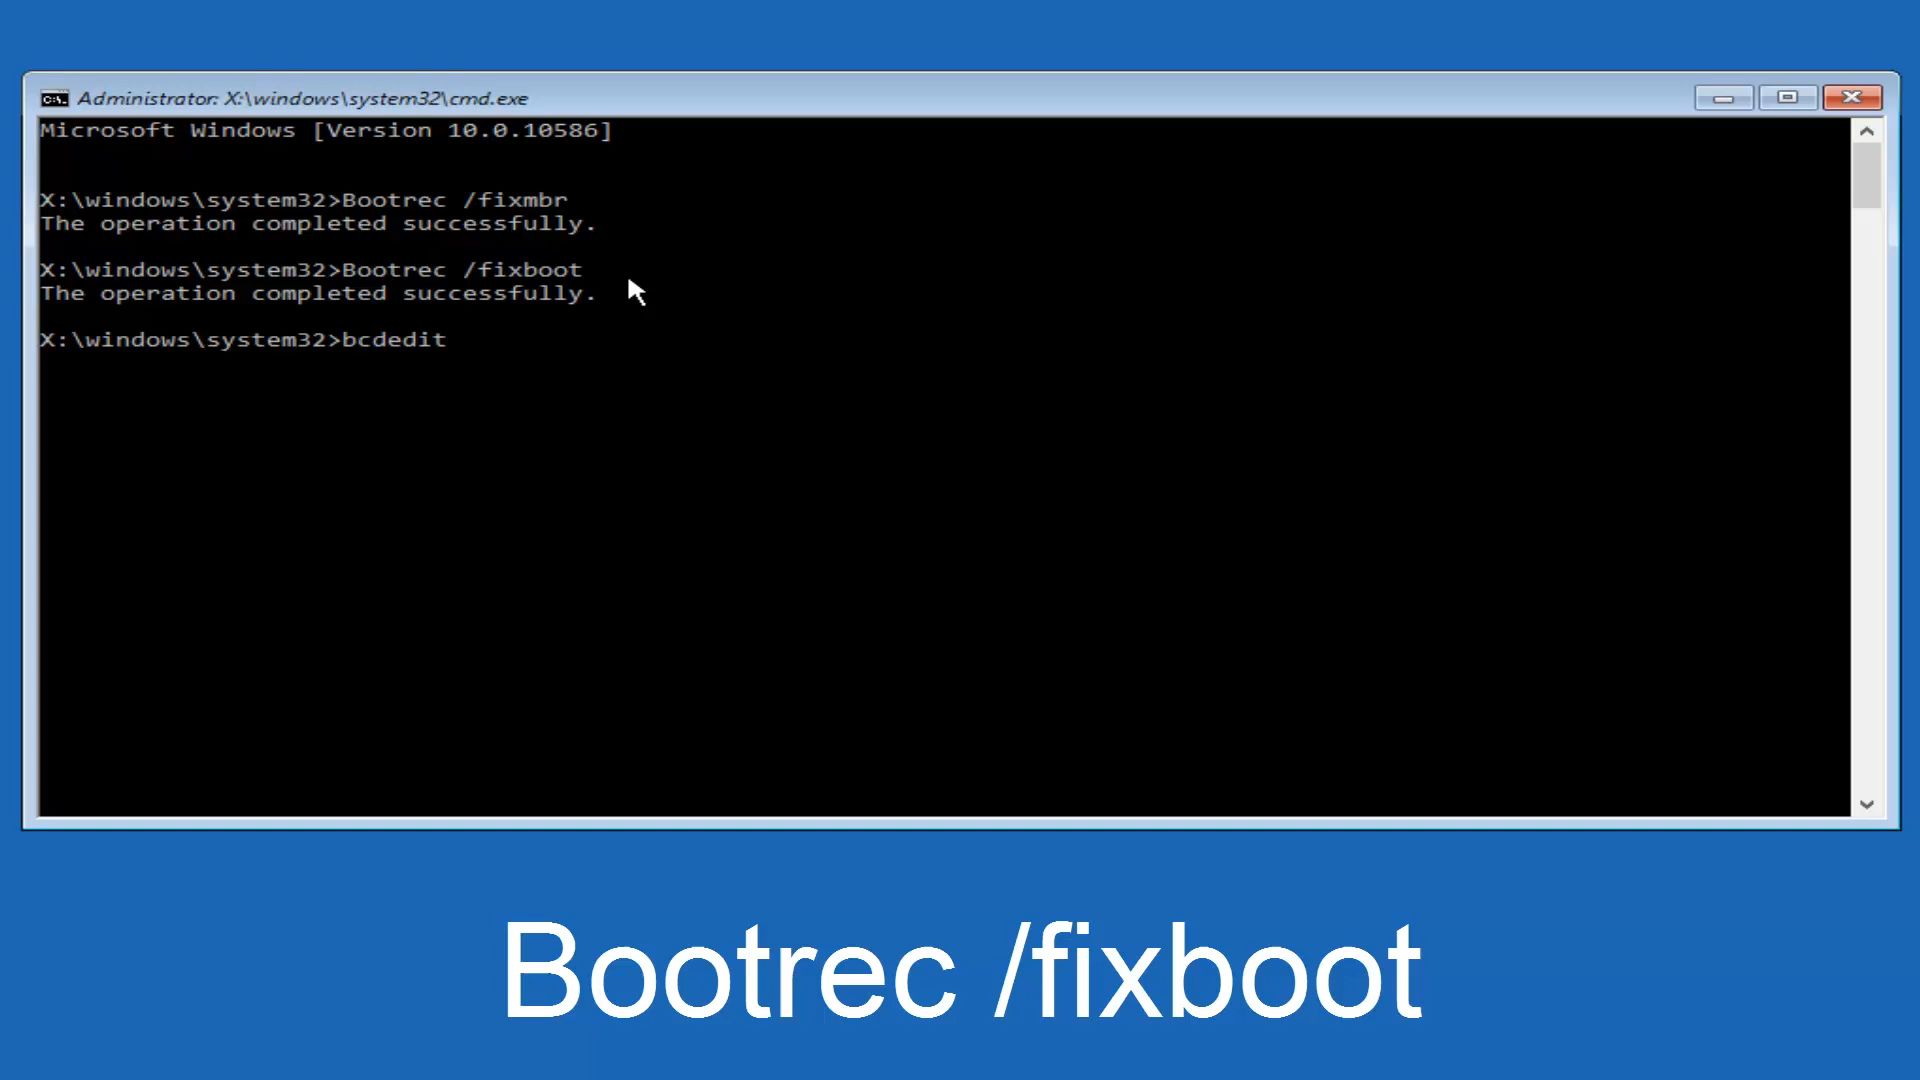 Administrator: X:\windows\system32\cmd.exe
Microsoft Windows [Version 10.0.10586]
X:\windows\system32>Bootrec /fixmbr
The operation completed successfully.
X:\windows\system32>Bootrec /fixboot
The operation completed successfully.
X:\windows\system32>bcdedit
Bootrec /fixboot